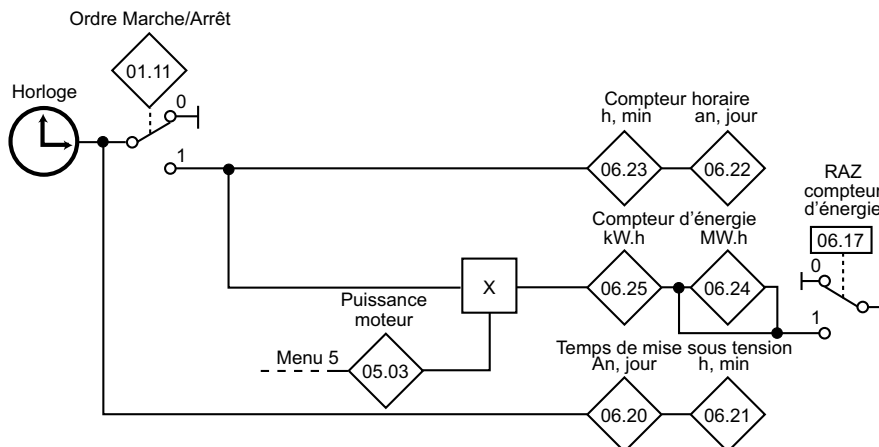 Ordre Marche/Arrêt
01.11
Horloge
0
1
Compteur horaire
h, min an, jour
06.23 06.22
RAZ
compteur
d'énergie
06.17
0
1
Compteur d'énergie
kW.h MW.h
06.25 06.24
X
Puissance
moteur
Menu 5
05.03
Temps de mise sous tension
An, jour h, min
06.20 06.21